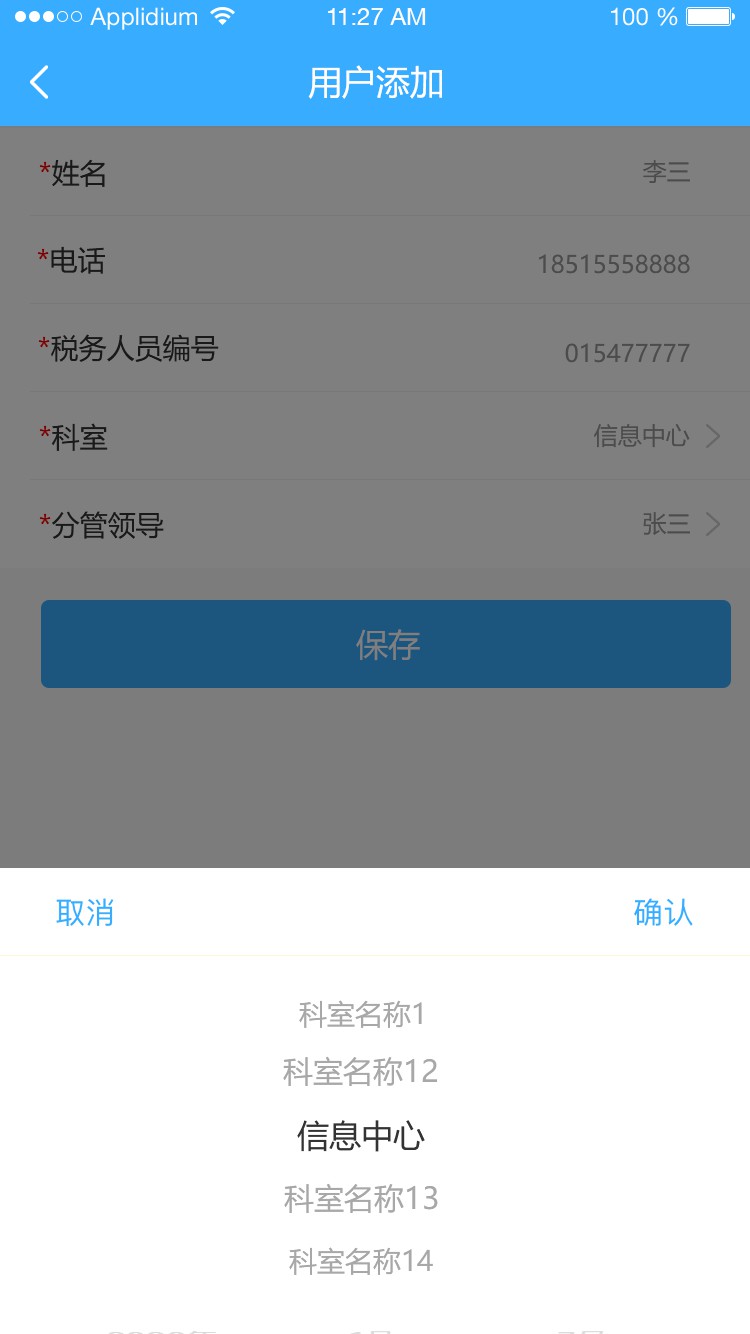 Applidium 11:27 AM 100 %
用户添加
*姓名 李三
*电话 18515558888
*税务人员编号 015477777
*科室 信息中心
*分管领导 张三
保存
取消 确认
科室名称1
科室名称12
信息中心
科室名称13
科室名称14